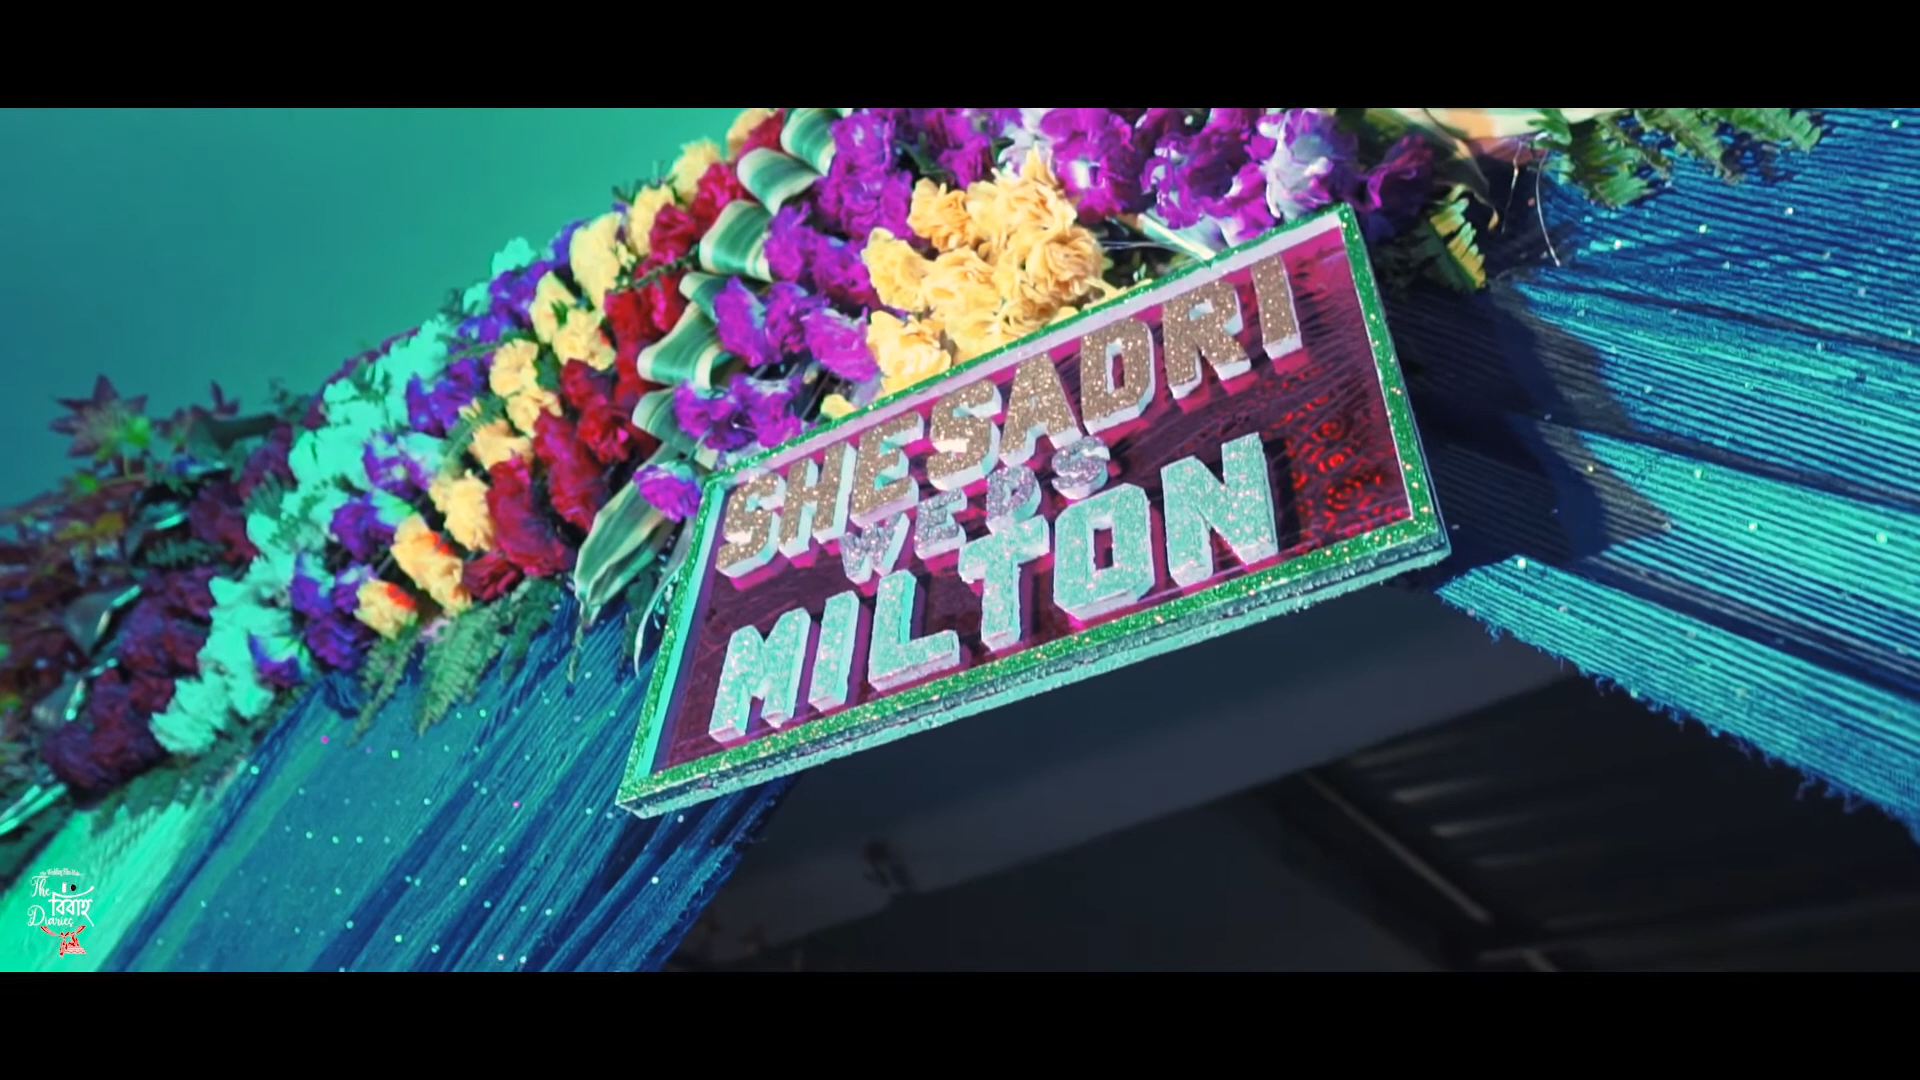 SHESADRI
WEDS
MILTON
The
বিবাহ
Diaries